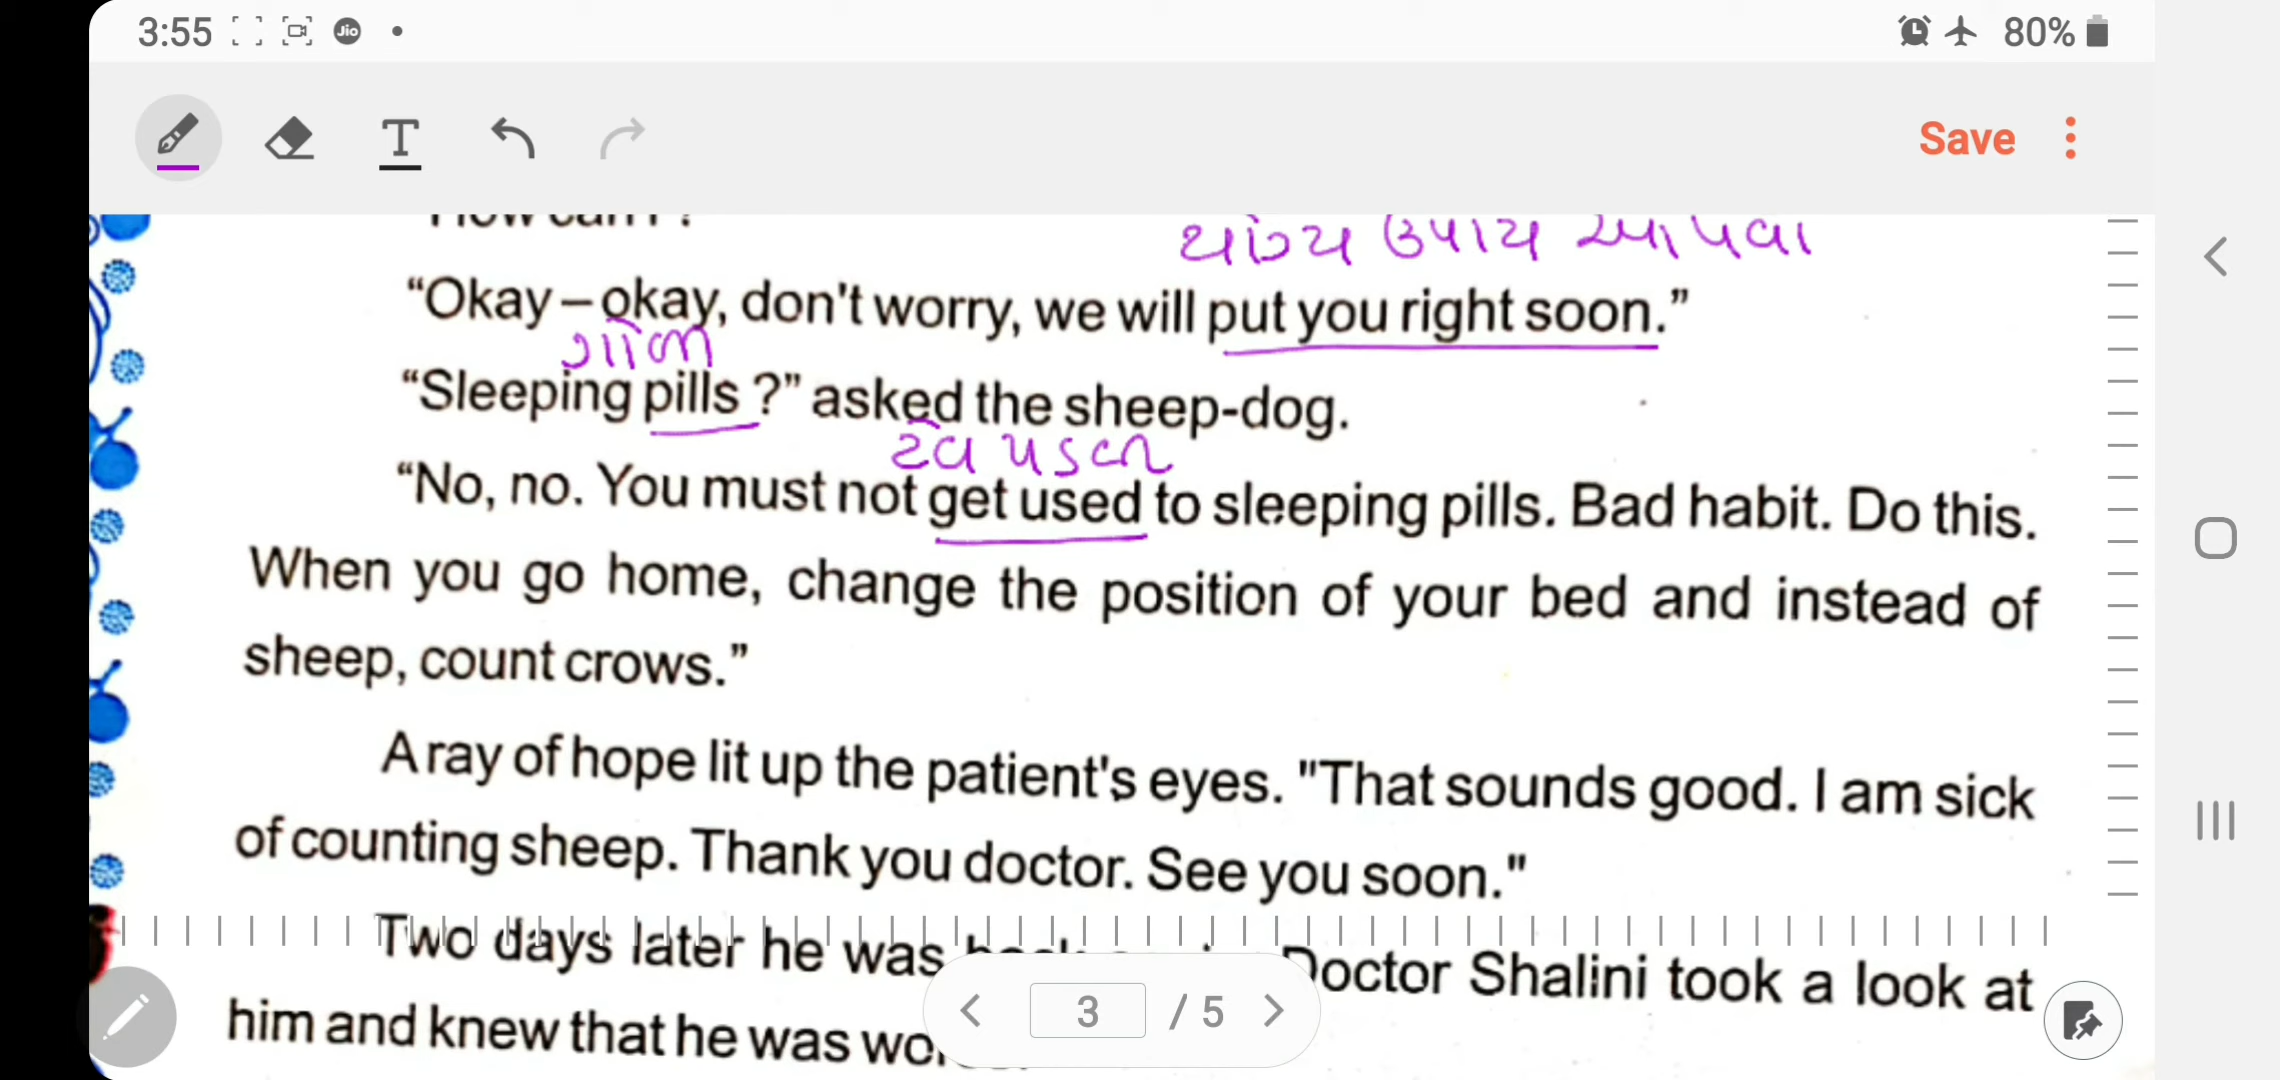 3:55 Jio 80%
T Save
યોગ્ય ઉપાય આપવો
“Okay – okay, don't worry, we will put you right soon.”
ગોળી
“Sleeping pills ?” asked the sheep-dog.
ટેવ પડવી
“No, no. You must not get used to sleeping pills. Bad habit. Do this.
When you go home, change the position of your bed and instead of
sheep, count crows.”
A ray of hope lit up the patient's eyes. "That sounds good. I am sick
of counting sheep. Thank you doctor. See you soon."
Two days later he was Doctor Shalini took a look at
him and knew that he was
3 / 5